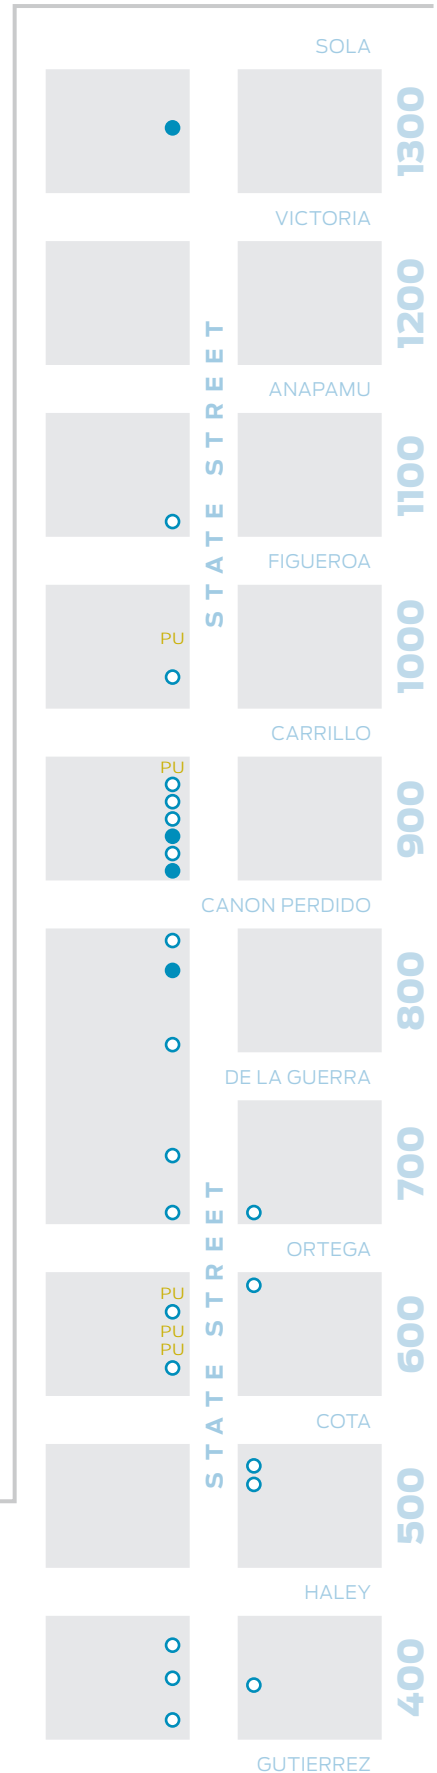 SOLA
1300
VICTORIA
1200
STATE STREET
ANAPAMU
1100
FIGUEROA
PU
1000
CARRILLO
PU
900
CANON PERDIDO
800
DE LA GUERRA
700
STATE STREET
ORTEGA
PU
PU
PU
600
COTA
500
HALEY
400
GUTIERREZ